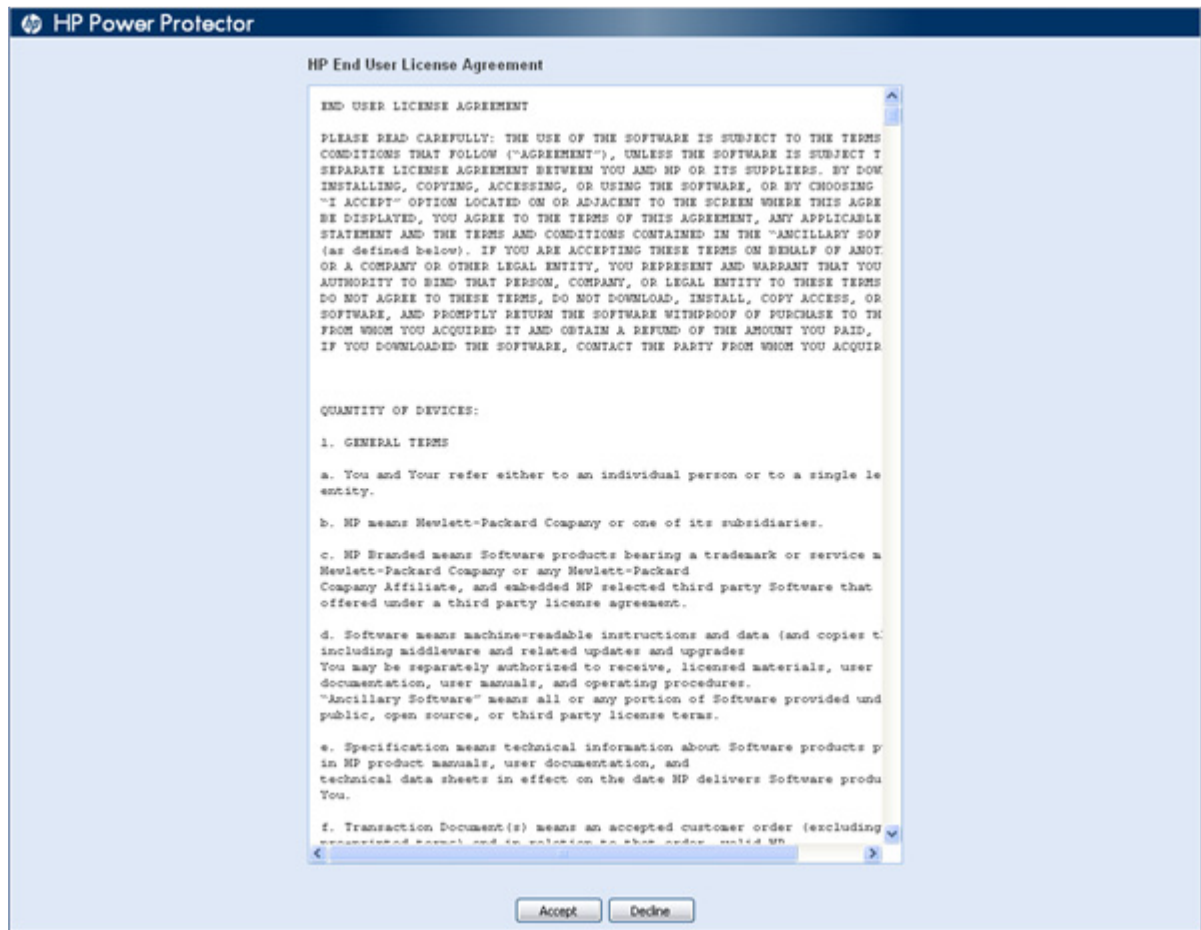 hp HP Power Protector
HP End User License Agreement
END USER LICENSE AGREEMENT
PLEASE READ CAREFULLY: THE USE OF THE SOFTWARE IS SUBJECT TO THE TERMS
CONDITIONS THAT FOLLOW ("AGREEMENT"), UNLESS THE SOFTWARE IS SUBJECT T
SEPARATE LICENSE AGREEMENT BETWEEN YOU AND HP OR ITS SUPPLIERS. BY DOW
INSTALLING, COPYING, ACCESSING, OR USING THE SOFTWARE, OR BY CHOOSING
"I ACCEPT" OPTION LOCATED ON OR ADJACENT TO THE SCREEN WHERE THIS AGRE
BE DISPLAYED, YOU AGREE TO THE TERMS OF THIS AGREEMENT, ANY APPLICABLE
STATEMENT AND THE TERMS AND CONDITIONS CONTAINED IN THE "ANCILLARY SOF
(as defined below). IF YOU ARE ACCEPTING THESE TERMS ON BEHALF OF ANOT
OR A COMPANY OR OTHER LEGAL ENTITY, YOU REPRESENT AND WARRANT THAT YOU
AUTHORITY TO BIND THAT PERSON, COMPANY, OR LEGAL ENTITY TO THESE TERMS
DO NOT AGREE TO THESE TERMS, DO NOT DOWNLOAD, INSTALL, COPY ACCESS, OR
SOFTWARE, AND PROMPTLY RETURN THE SOFTWARE WITHPROOF OF PURCHASE TO TH
FROM WHOM YOU ACQUIRED IT AND OBTAIN A REFUND OF THE AMOUNT YOU PAID,
IF YOU DOWNLOADED THE SOFTWARE, CONTACT THE PARTY FROM WHOM YOU ACQUIR
QUANTITY OF DEVICES:
1. GENERAL TERMS
a. You and Your refer either to an individual person or to a single le
entity.
b. HP means Hewlett-Packard Company or one of its subsidiaries.
c. HP Branded means Software products bearing a trademark or service m
Hewlett-Packard Company or any Hewlett-Packard
Company Affiliate, and embedded HP selected third party Software that
offered under a third party license agreement.
d. Software means machine-readable instructions and data (and copies t
including middleware and related updates and upgrades
You may be separately authorized to receive, licensed materials, user
documentation, user manuals, and operating procedures.
"Ancillary Software" means all or any portion of Software provided und
public, open source, or third party license terms.
e. Specification means technical information about Software products p
in HP product manuals, user documentation, and
technical data sheets in effect on the date HP delivers Software produ
You.
f. Transaction Document(s) means an accepted customer order (excluding
preprinted terms) and in relation to that order, valid HP
Accept Decline